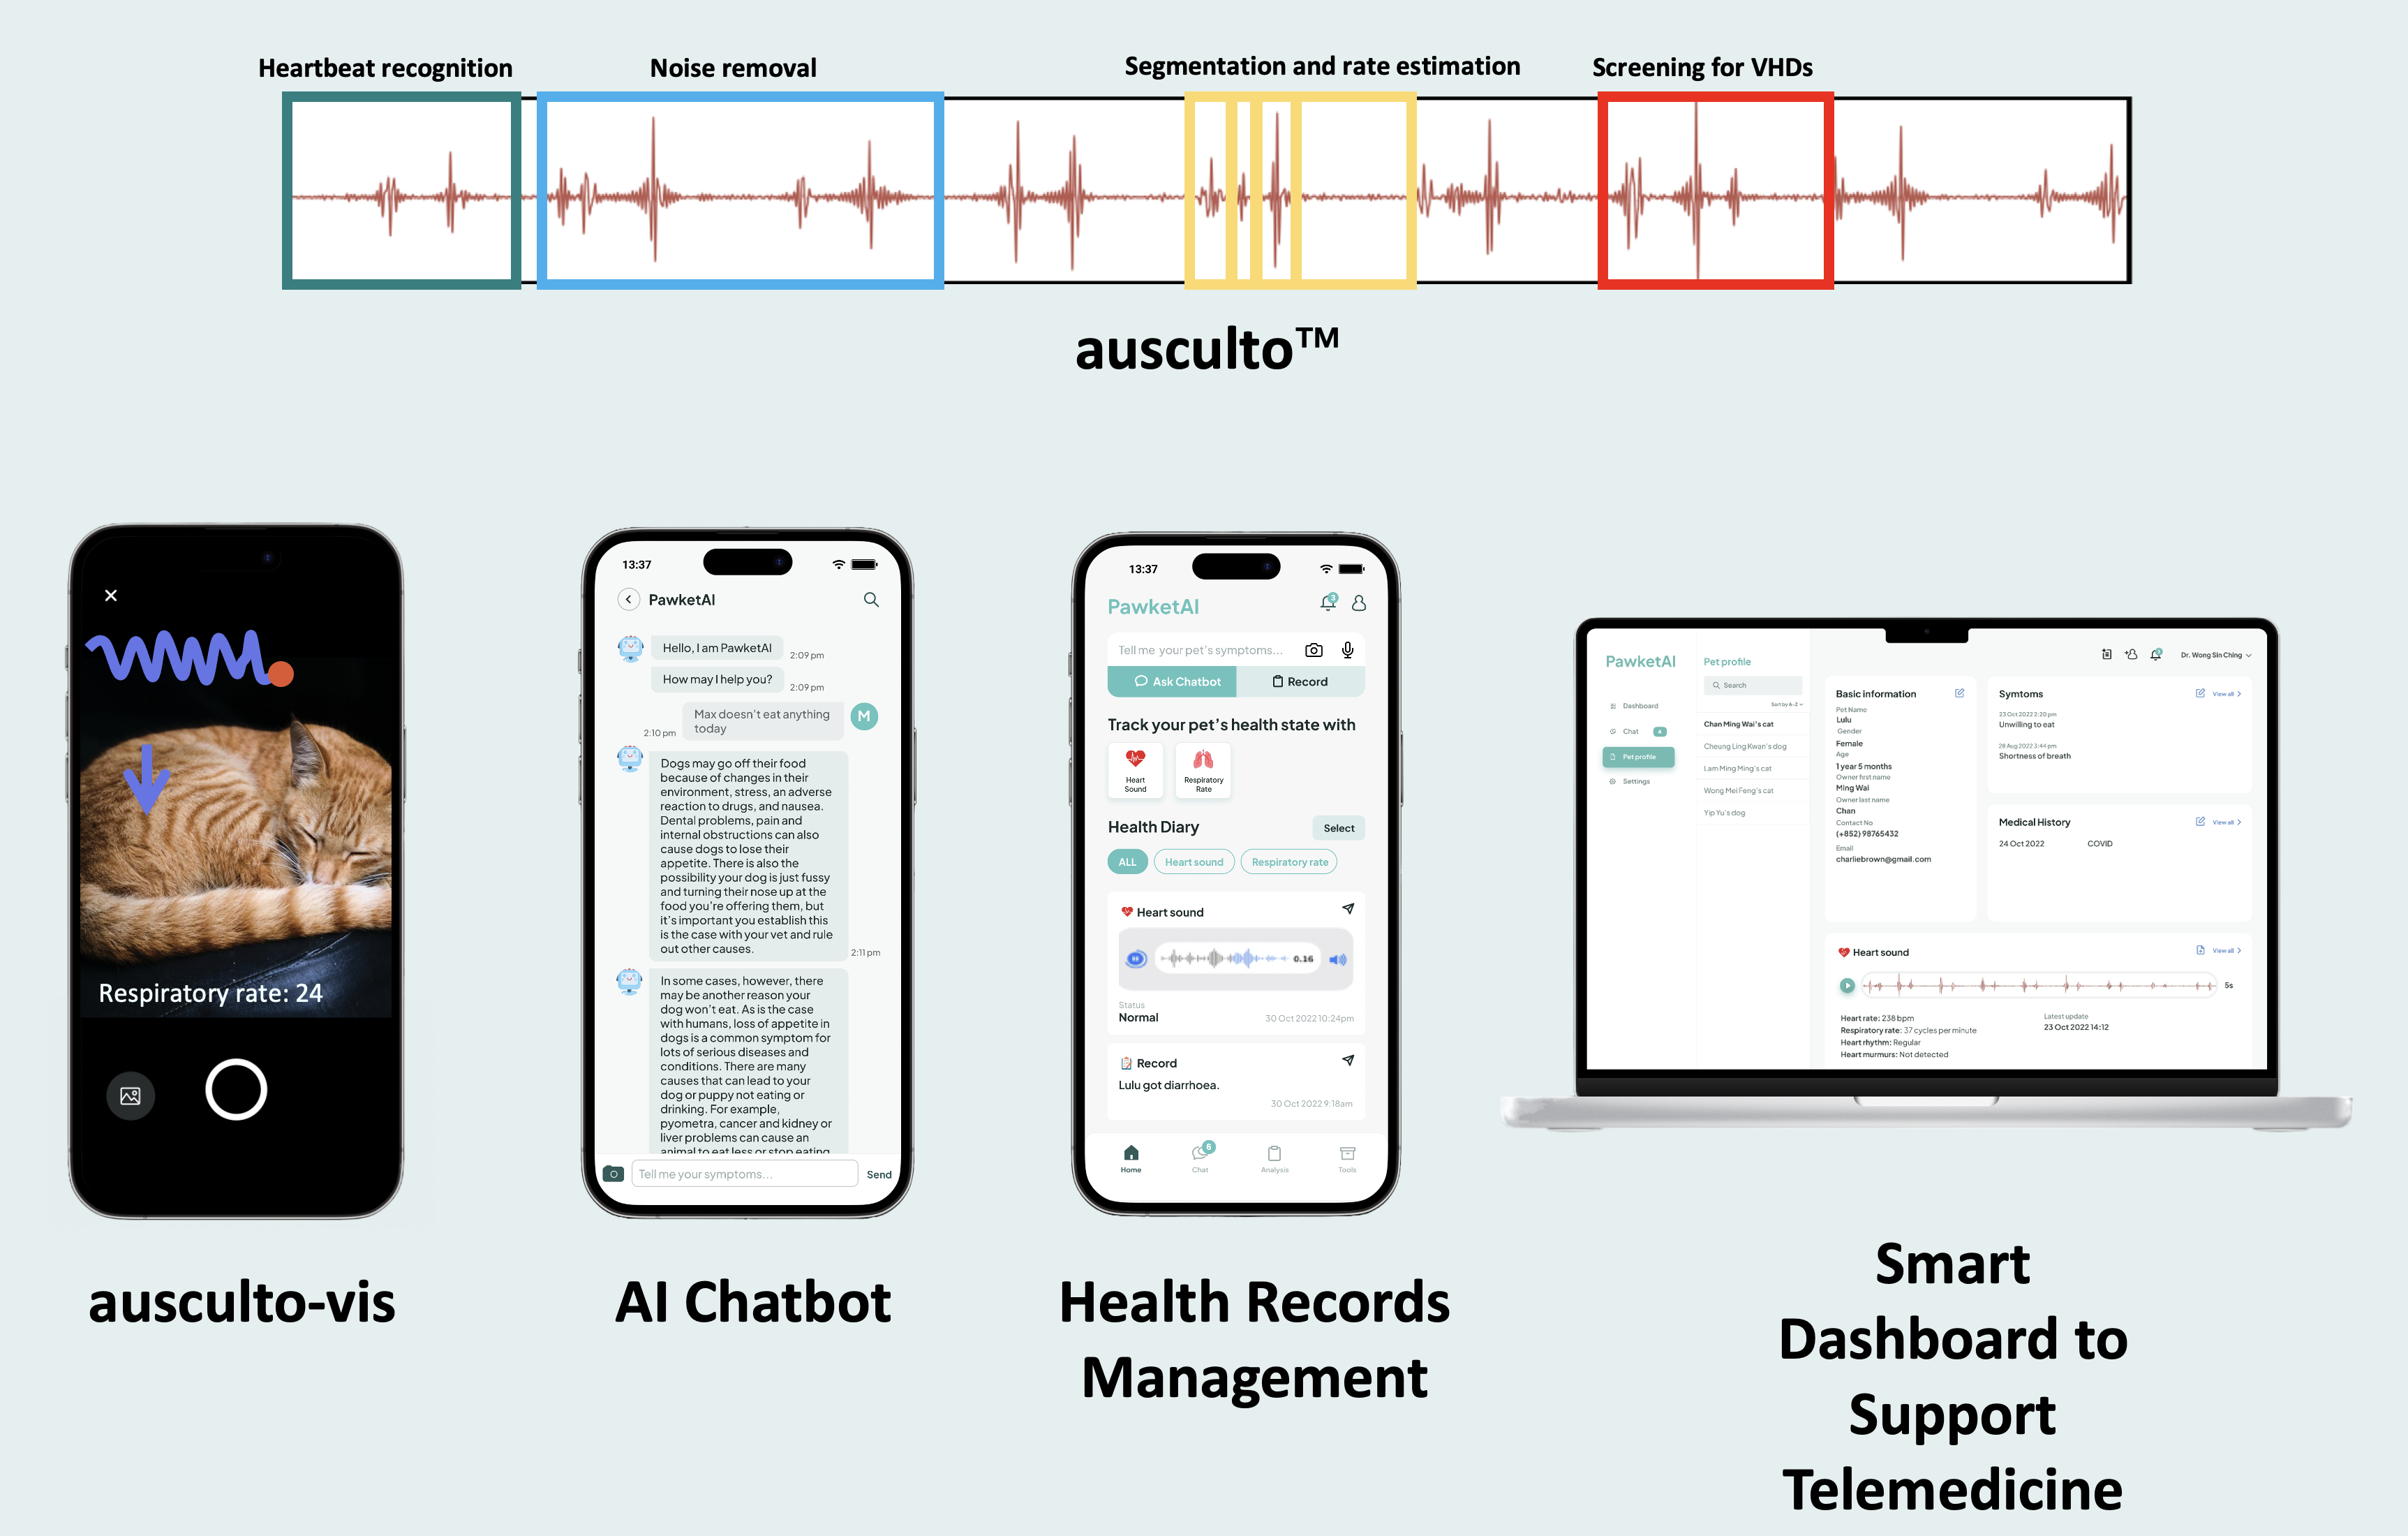 Heartbeat recognition
Noise removal
Segmentation and rate estimation
Screening for VHDs
ausculto™
Respiratory rate: 24
ausculto-vis
13:37
PawketAI
Hello, I am PawketAI
2:09 pm
How may I help you?
2:09 pm
Max doesn't eat anything
today
M
2:10 pm
Dogs may go off their food
because of changes in their
environment, stress, an adverse
reaction to drugs, and nausea.
Dental problems, pain and
internal obstructions can also
cause dogs to lose their
appetite. There is also the
possibility your dog is just fussy
and turning their nose up at the
food you're offering them, but
it's important you establish this
is the case with your vet and rule
out other causes.
2:11 pm
In some cases, however, there
may be another reason your
dog won't eat. As is the case
with humans, loss of appetite in
dogs is a common symptom for
lots of serious diseases and
conditions. There are many
causes that can lead to your
dog or puppy not eating or
drinking. For example,
pyometra, cancer and kidney or
liver problems can cause an
animal to eat less or stop eating
Tell me your symptoms...
Send
AI Chatbot
13:37
PawketAI
3
Tell me your pet's symptoms...
Ask Chatbot
Record
Track your pet's health state with
Heart
Sound
Respiratory
Rate
Health Diary
Select
ALL
Heart sound
Respiratory rate
Heart sound
0.16
Status
Normal
30 Oct 2022 10:24pm
Record
Lulu got diarrhoea.
30 Oct 2022 9:18am
Home
6
Chat
Analysis
Tools
Health Records
Management
PawketAI
Dashboard
Chat
Pet profile
Settings
Pet profile
Search
Sort by A-Z
Chan Ming Wai's cat
Cheung Ling Kwan's dog
Lam Ming Ming's cat
Wong Mei Feng's cat
Yip Yu's dog
Dr. Wong Sin Ching
Basic information
Pet Name
Lulu
Gender
Female
Age
1 year 5 months
Owner first name
Ming Wai
Owner last name
Chan
Contact No
(+852) 98765432
Email
charliebrown@gmail.com
Symtoms
View all
23 Oct 2022 2:20 pm
Unwilling to eat
28 Aug 2022 3:44 pm
Shortness of breath
Medical History
View all
24 Oct 2022 COVID
Heart sound
View all
5s
Heart rate: 238 bpm
Respiratory rate: 37 cycles per minute
Heart rhythm: Regular
Heart murmurs: Not detected
Latest update
23 Oct 2022 14:12
Smart
Dashboard to
Support
Telemedicine